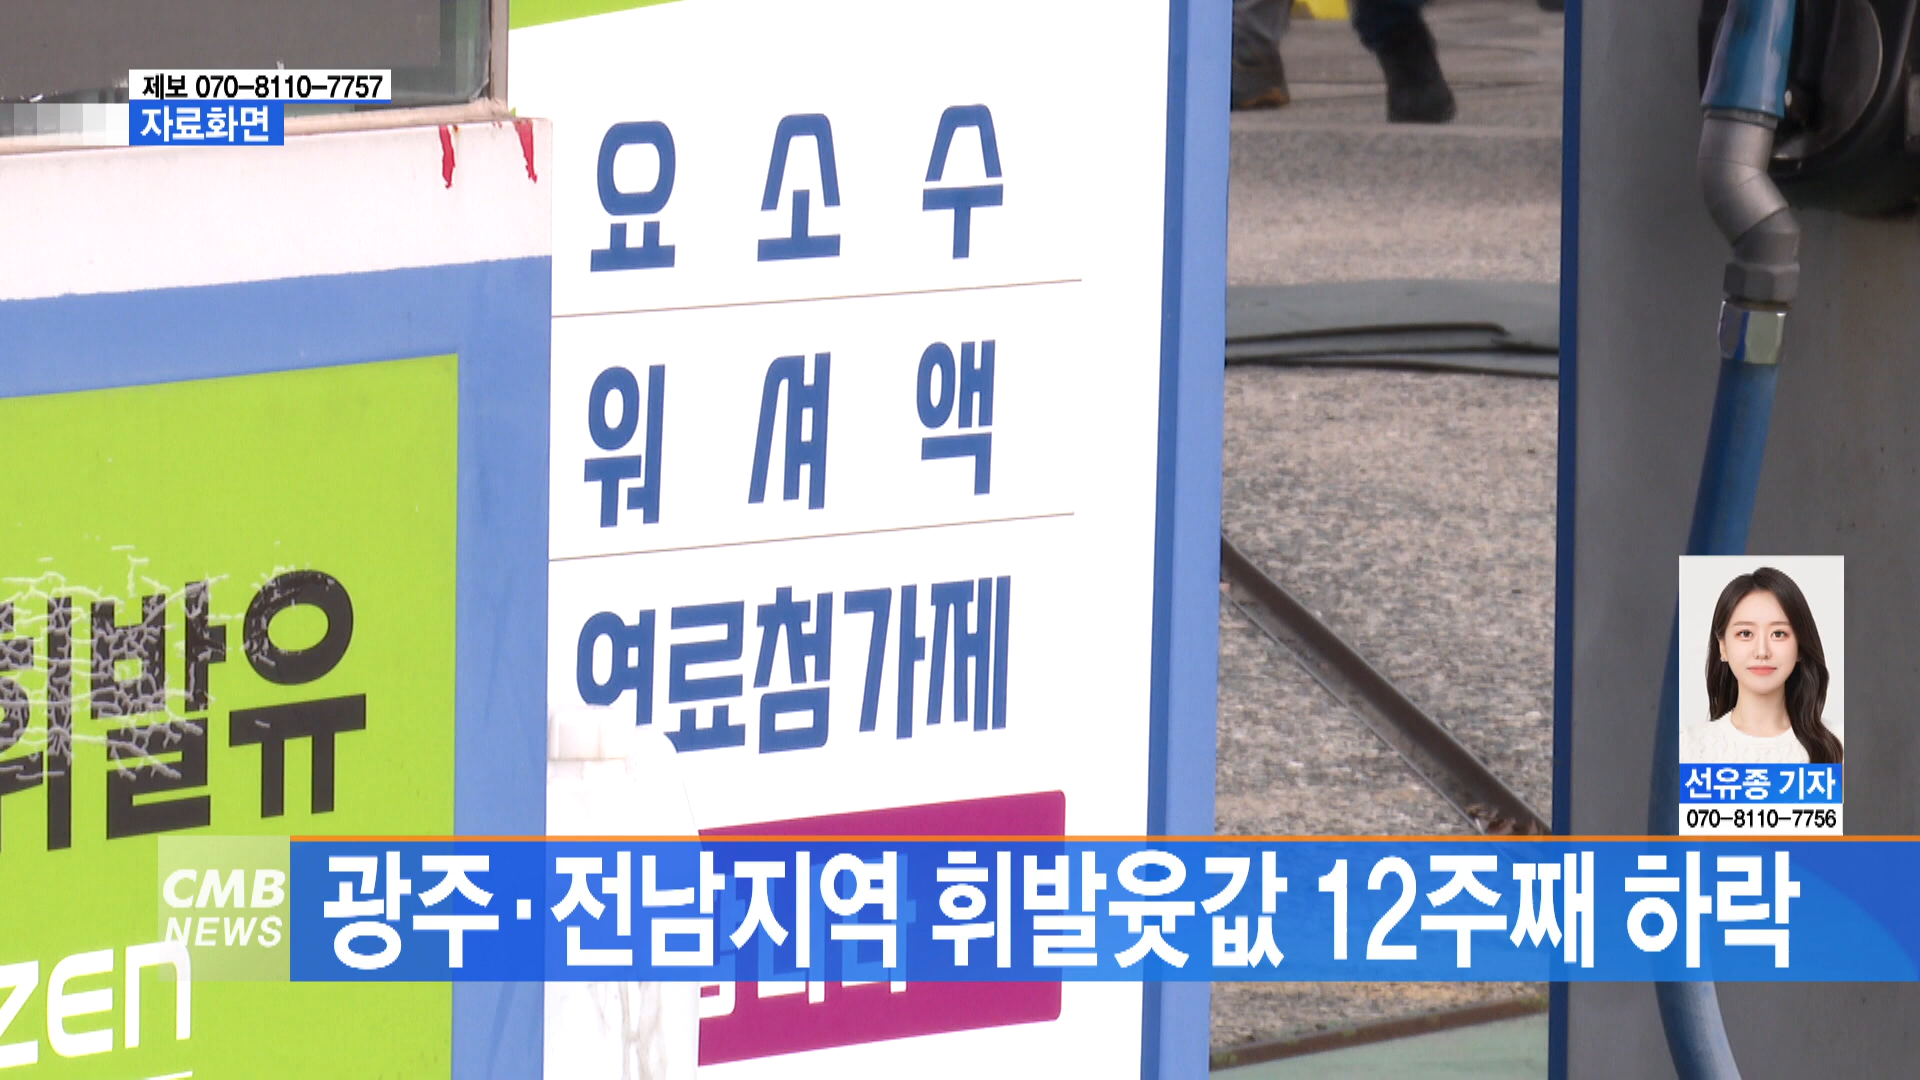 제보 070-8110-7757
자료화면
요소수
워셔액
연료첨가제
휘발유
선유종 기자
070-8110-7756
CMB
NEWS
광주·전남지역 휘발윳값 12주째 하락
ZEN